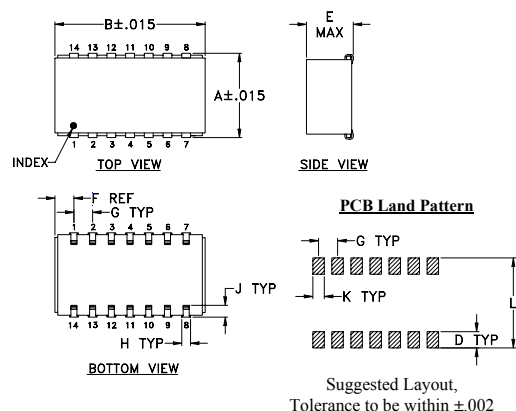 B±.015
E
MAX
14 13 12 11 10 9 8
A±.015
INDEX
1 2 3 4 5 6 7
TOP VIEW
SIDE VIEW
F REF
G TYP
1 2 3 4 5 6 7
J TYP
14 13 12 11 10 9 8
H TYP
BOTTOM VIEW
PCB Land Pattern
G TYP
K TYP
L
D TYP
Suggested Layout,
Tolerance to be within ±.002